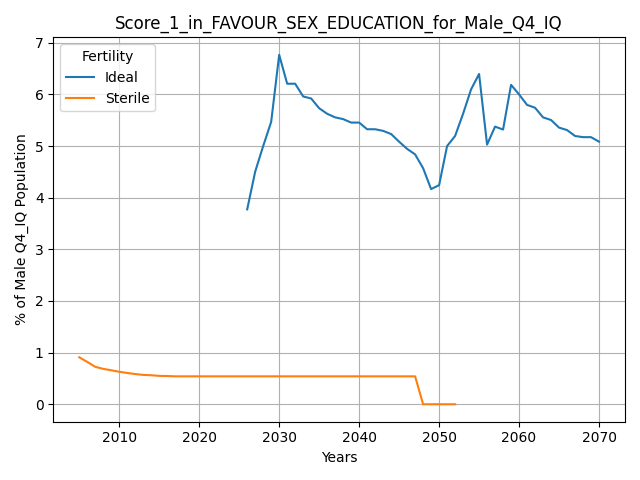 Score_1_in_FAVOUR_SEX_EDUCATION_for_Male_Q4_IQ
Fertility
Ideal
Sterile
% of Male Q4_IQ Population
7
6
5
4
3
2
1
0
2010 2020 2030 2040 2050 2060 2070
Years